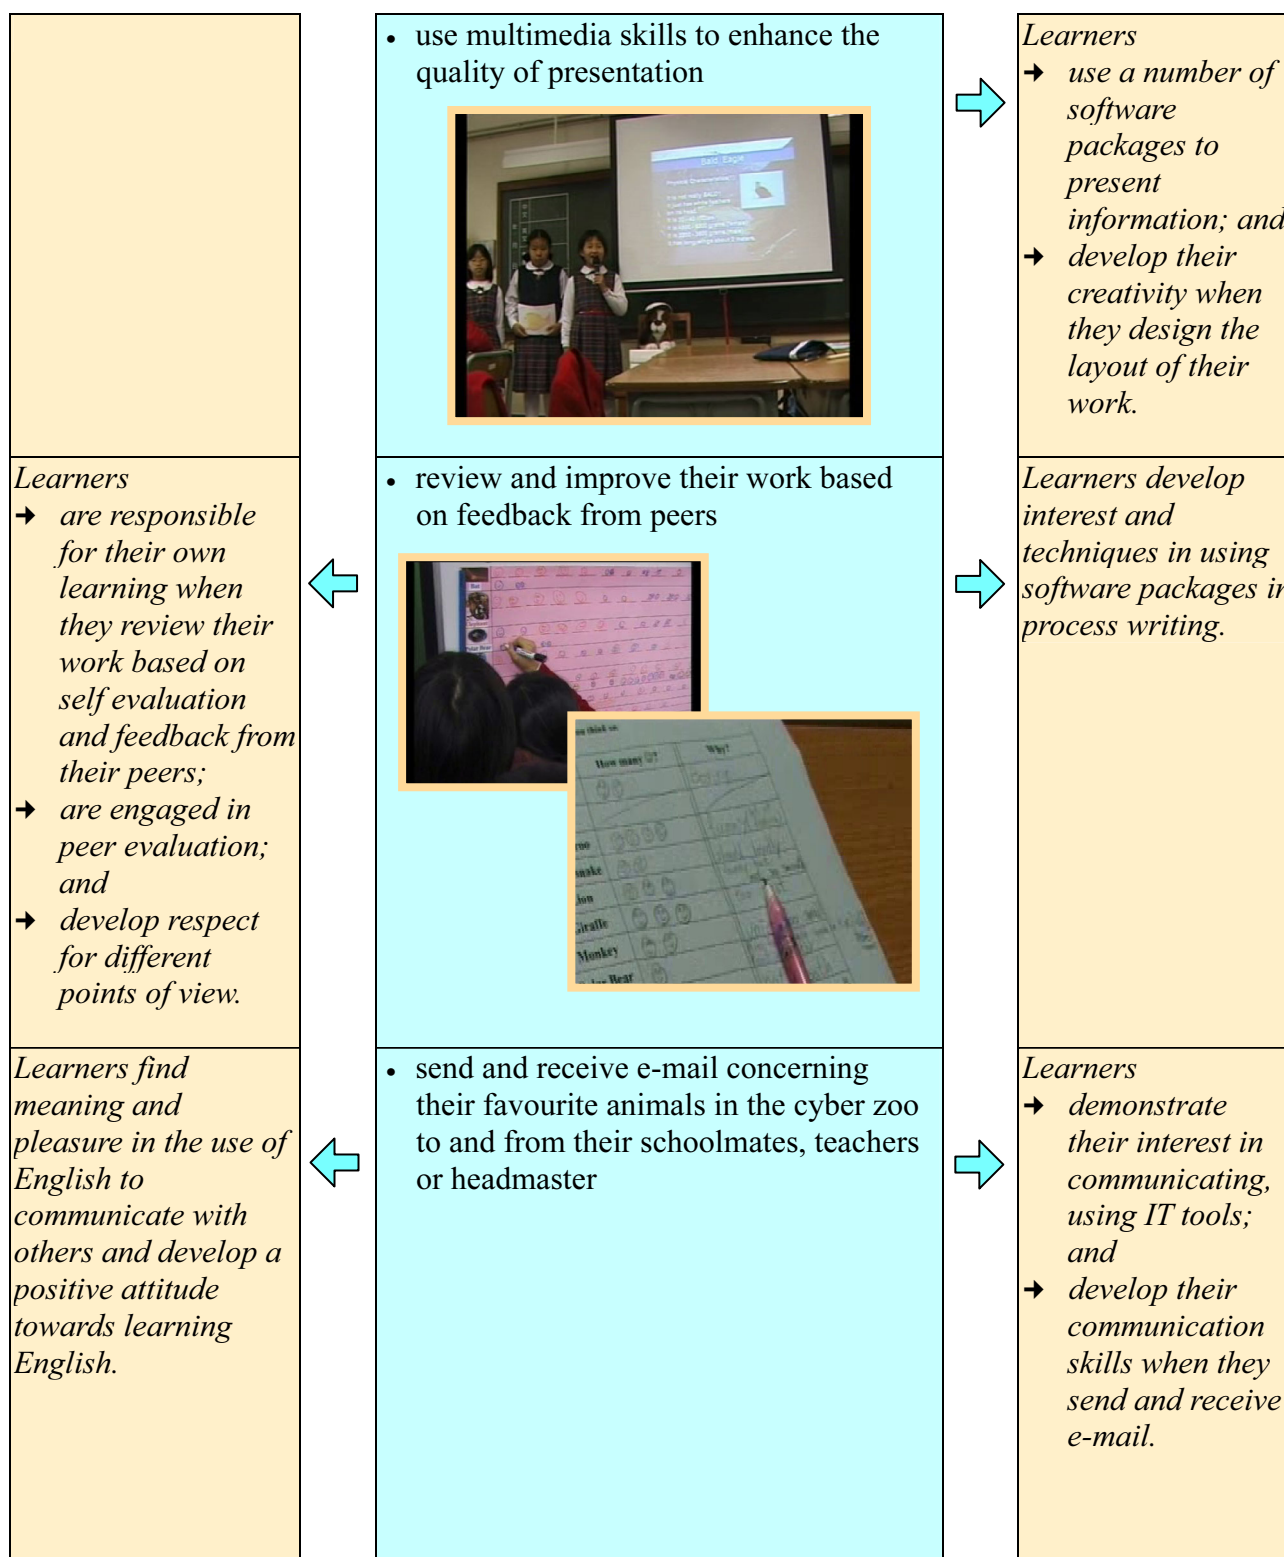 • use multimedia skills to enhance the
quality of presentation
Bald Eagle
Learners
➔ use a number of
software
packages to
present
information; and
➔ develop their
creativity when
they design the
layout of their
work.
Learners
➔ are responsible
for their own
learning when
they review their
work based on
self evaluation
and feedback from
their peers;
➔ are engaged in
peer evaluation;
and
➔ develop respect
for different
points of view.
• review and improve their work based
on feedback from peers
Polar Bear
How many ☺?
Why?
snake
Lion
Giraffe
Monkey
Polar Bear
Learners develop
interest and
techniques in using
software packages in
process writing.
Learners find
meaning and
pleasure in the use of
English to
communicate with
others and develop a
positive attitude
towards learning
English.
• send and receive e-mail concerning
their favourite animals in the cyber zoo
to and from their schoolmates, teachers
or headmaster
Learners
➔ demonstrate
their interest in
communicating,
using IT tools;
and
➔ develop their
communication
skills when they
send and receive
e-mail.